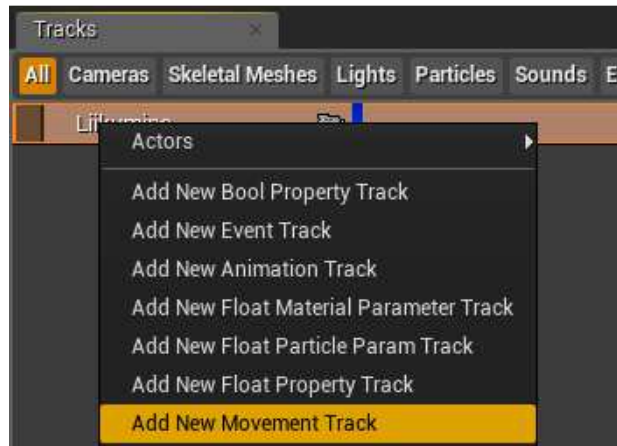 Tracks
All Cameras Skeletal Meshes Lights Particles Sounds
Actors
Add New Bool Property Track
Add New Event Track
Add New Animation Track
Add New Float Material Parameter Track
Add New Float Particle Param Track
Add New Float Property Track
Add New Movement Track